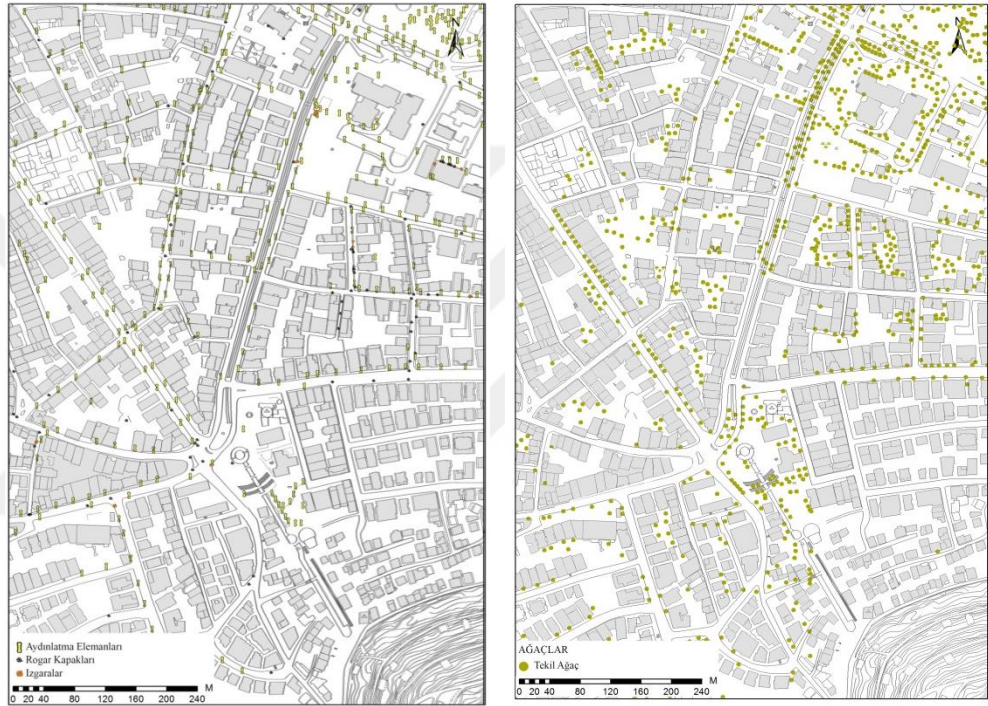 N
Aydınlatma Elemanları
Rogar Kapakları
Izgaralar
0 20 40 80 120 160 200 240 M
N
AĞAÇLAR
Tekil Ağaç
0 20 40 80 120 160 200 240 M